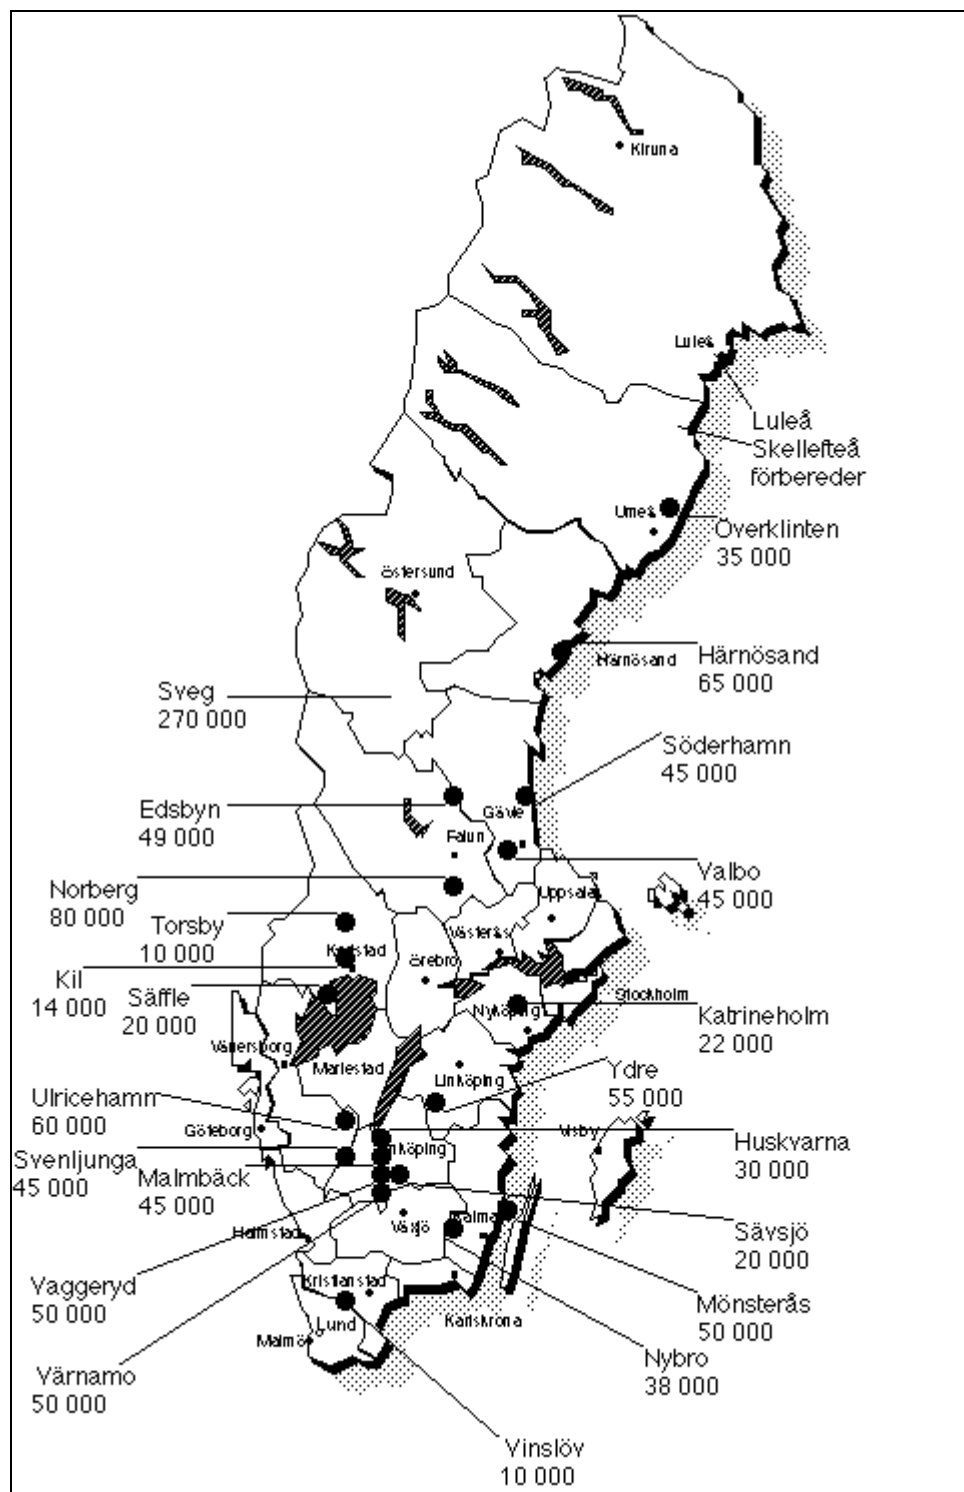 Kiruna
Luleå
Luleå
Skellefteå
förbereder
Umeå
Överklinten
35 000
Östersund
Härnösand
Härnösand
65 000
Sveg
270 000
Söderhamn
45 000
Edsbyn
49 000
Gävle
Falun
Valbo
45 000
Norberg
80 000
Uppsala
Torsby
10 000
Västerås
Karlstad
Örebro
Kil
14 000
Säffle
20 000
Stockholm
Nyköping
Katrineholm
22 000
Vänersborg
Mariestad
Linköping
Ydre
55 000
Ulricehamn
60 000
Göteborg
Visby
Huskvarna
30 000
nköping
Svenljunga
45 000
Malmbäck
45 000
Växjö
Kalmar
Halmstad
Sävsjö
20 000
Vaggeryd
50 000
Kristianstad
Mönsterås
50 000
Karlskrona
Lund
Malmö
Nybro
38 000
Värnamo
50 000
Vinslöv
10 000